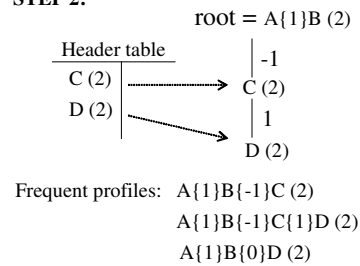 STEP 2:
root = A{1}B (2)
-1
Header table
C (2)
C (2)
D (2)
1
D (2)
Frequent profiles: A{1}B{-1}C (2)
A{1}B{-1}C{1}D (2)
A{1}B{0}D (2)